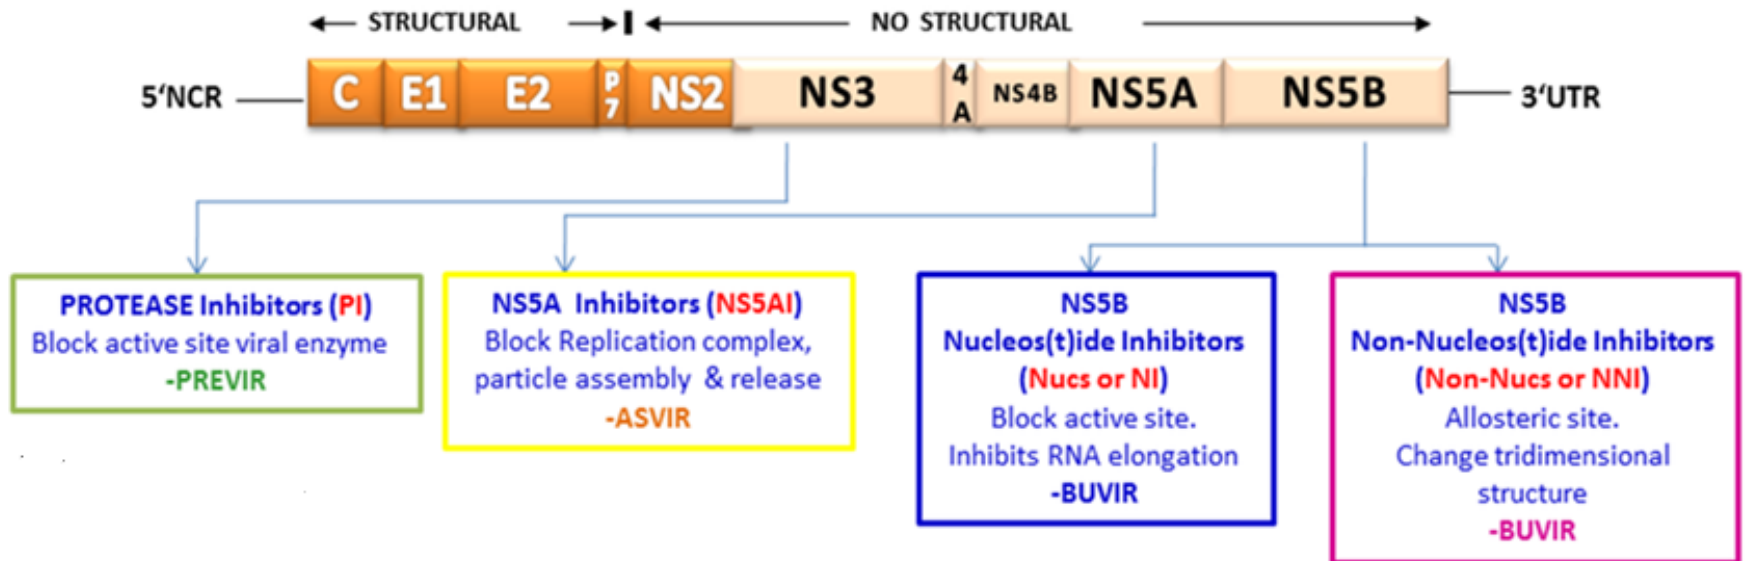 STRUCTURAL
NO STRUCTURAL
5‘NCR
C
E1
E2
P
7
NS2
NS3
4
A
NS4B
NS5A
NS5B
3‘UTR
PROTEASE Inhibitors (PI)
Block active site viral enzyme
-PREVIR
NS5A Inhibitors (NS5AI)
Block Replication complex,
particle assembly & release
-ASVIR
NS5B
Nucleos(t)ide Inhibitors
(Nucs or NI)
Block active site.
Inhibits RNA elongation
-BUVIR
NS5B
Non-Nucleos(t)ide Inhibitors
(Non-Nucs or NNI)
Allosteric site.
Change tridimensional
structure
-BUVIR